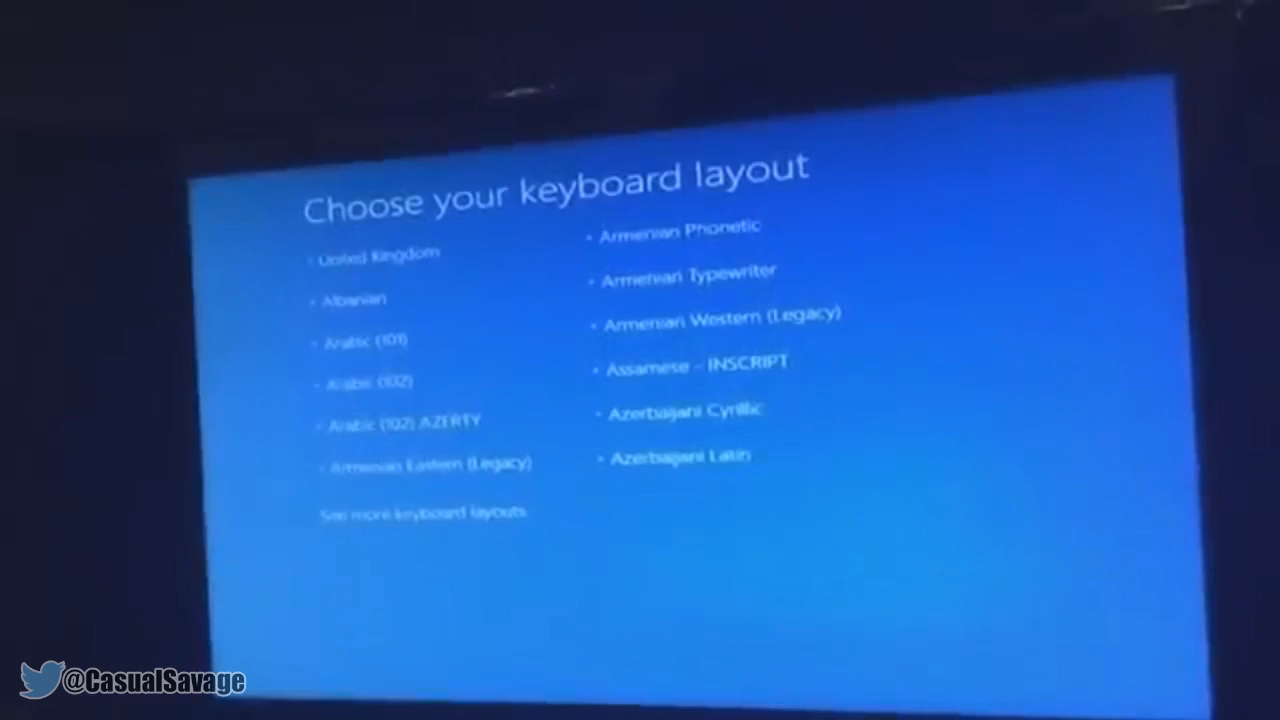 Choose your keyboard layout
United Kingdom
Albanian
Arabic (101)
Arabic (102)
Arabic (102) AZERTY
Armenian Eastern (Legacy)
See more keyboard layouts
Armenian Phonetic
Armenian Typewriter
Armenian Western (Legacy)
Assamese - INSCRIPT
Azerbaijani Cyrillic
Azerbaijani Latin
@CasualSavage